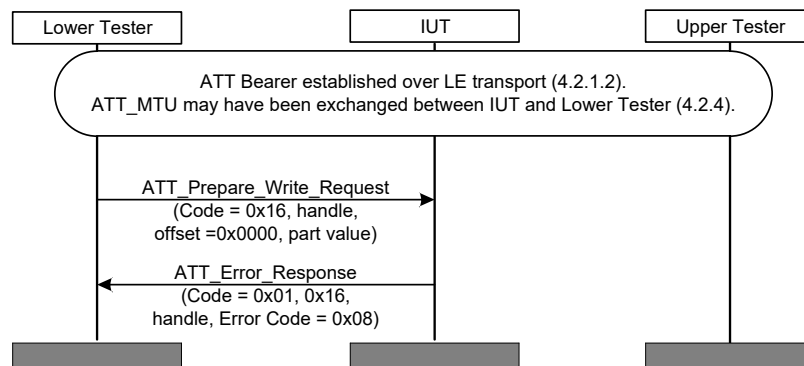 Lower Tester
IUT
Upper Tester
ATT Bearer established over LE transport (4.2.1.2).
ATT_MTU may have been exchanged between IUT and Lower Tester (4.2.4).
ATT_Prepare_Write_Request
(Code = 0x16, handle,
offset =0x0000, part value)
ATT_Error_Response
(Code = 0x01, 0x16,
handle, Error Code = 0x08)